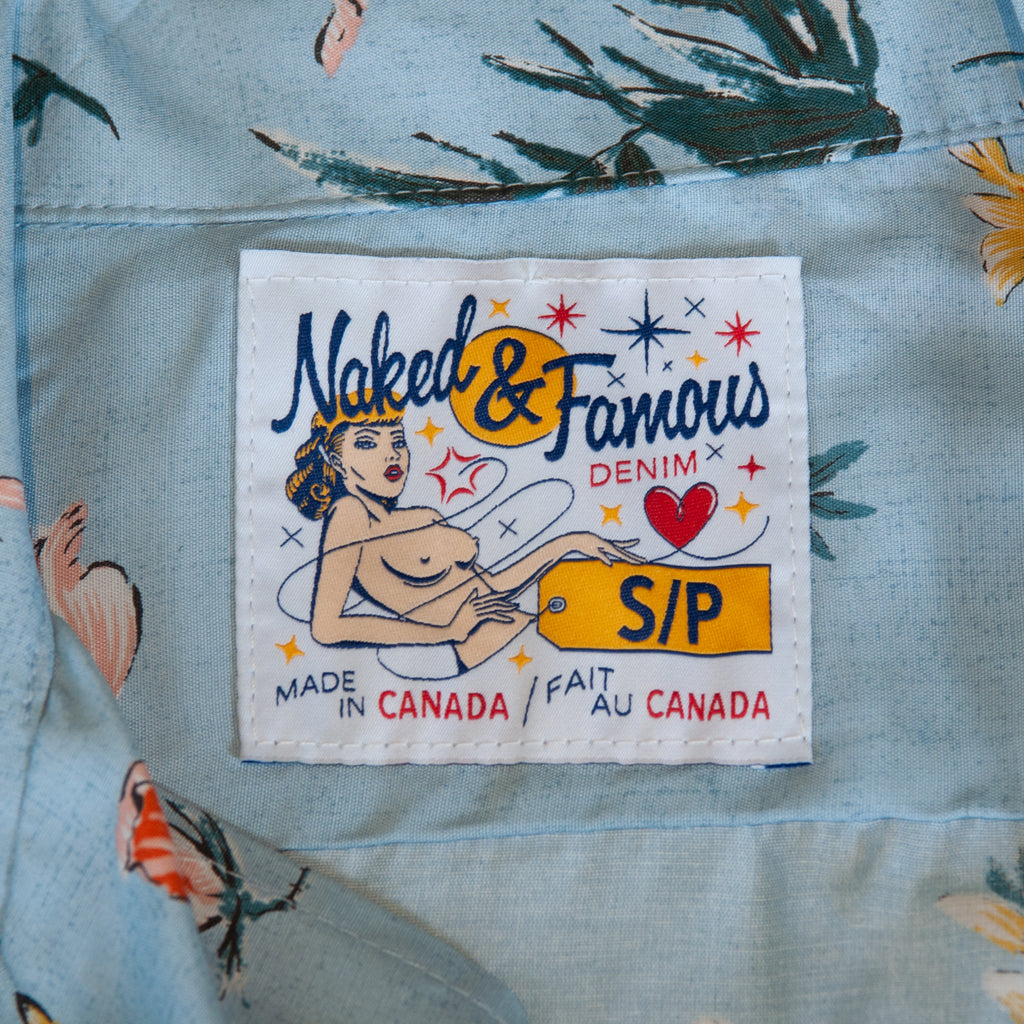 Naked & Famous
DENIM
S/P
MADE IN CANADA / FAIT AU CANADA